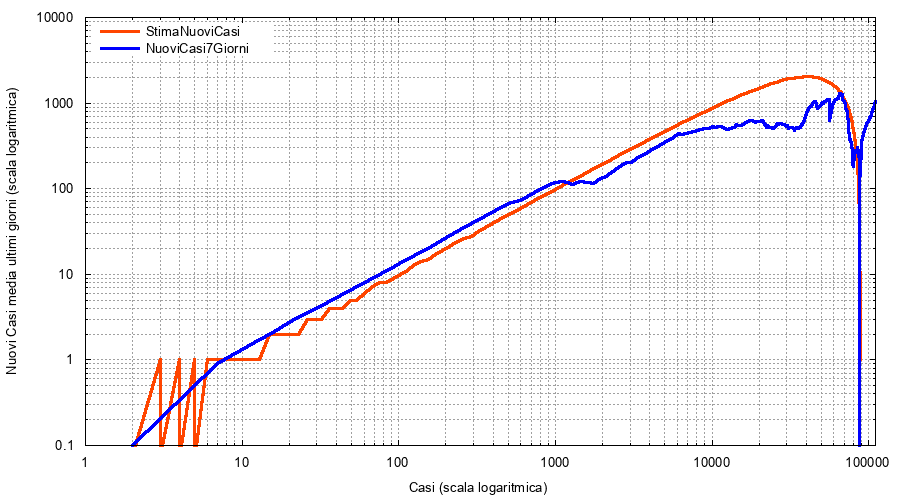 10000
StimaNuoviCasi
NuoviCasi7Giorni
1000
100
10
1
0.1
Nuovi Casi media ultimi giorni (scala logaritmica)
1 10 100 1000 10000 100000
Casi (scala logaritmica)